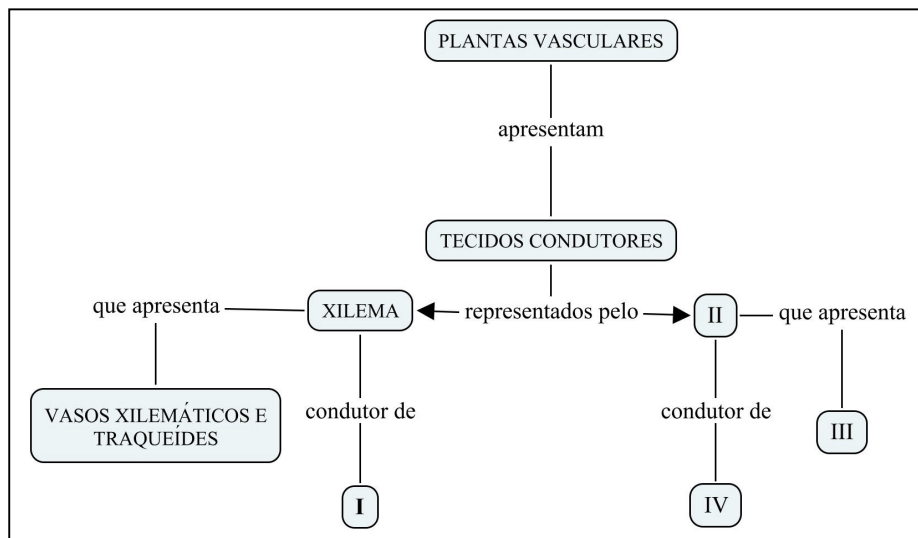 PLANTAS VASCULARES
apresentam
TECIDOS CONDUTORES
que apresenta
XILEMA
representados pelo
II
que apresenta
VASOS XILEMÁTICOS E
TRAQUEÍDES
condutor de
condutor de
III
I
IV